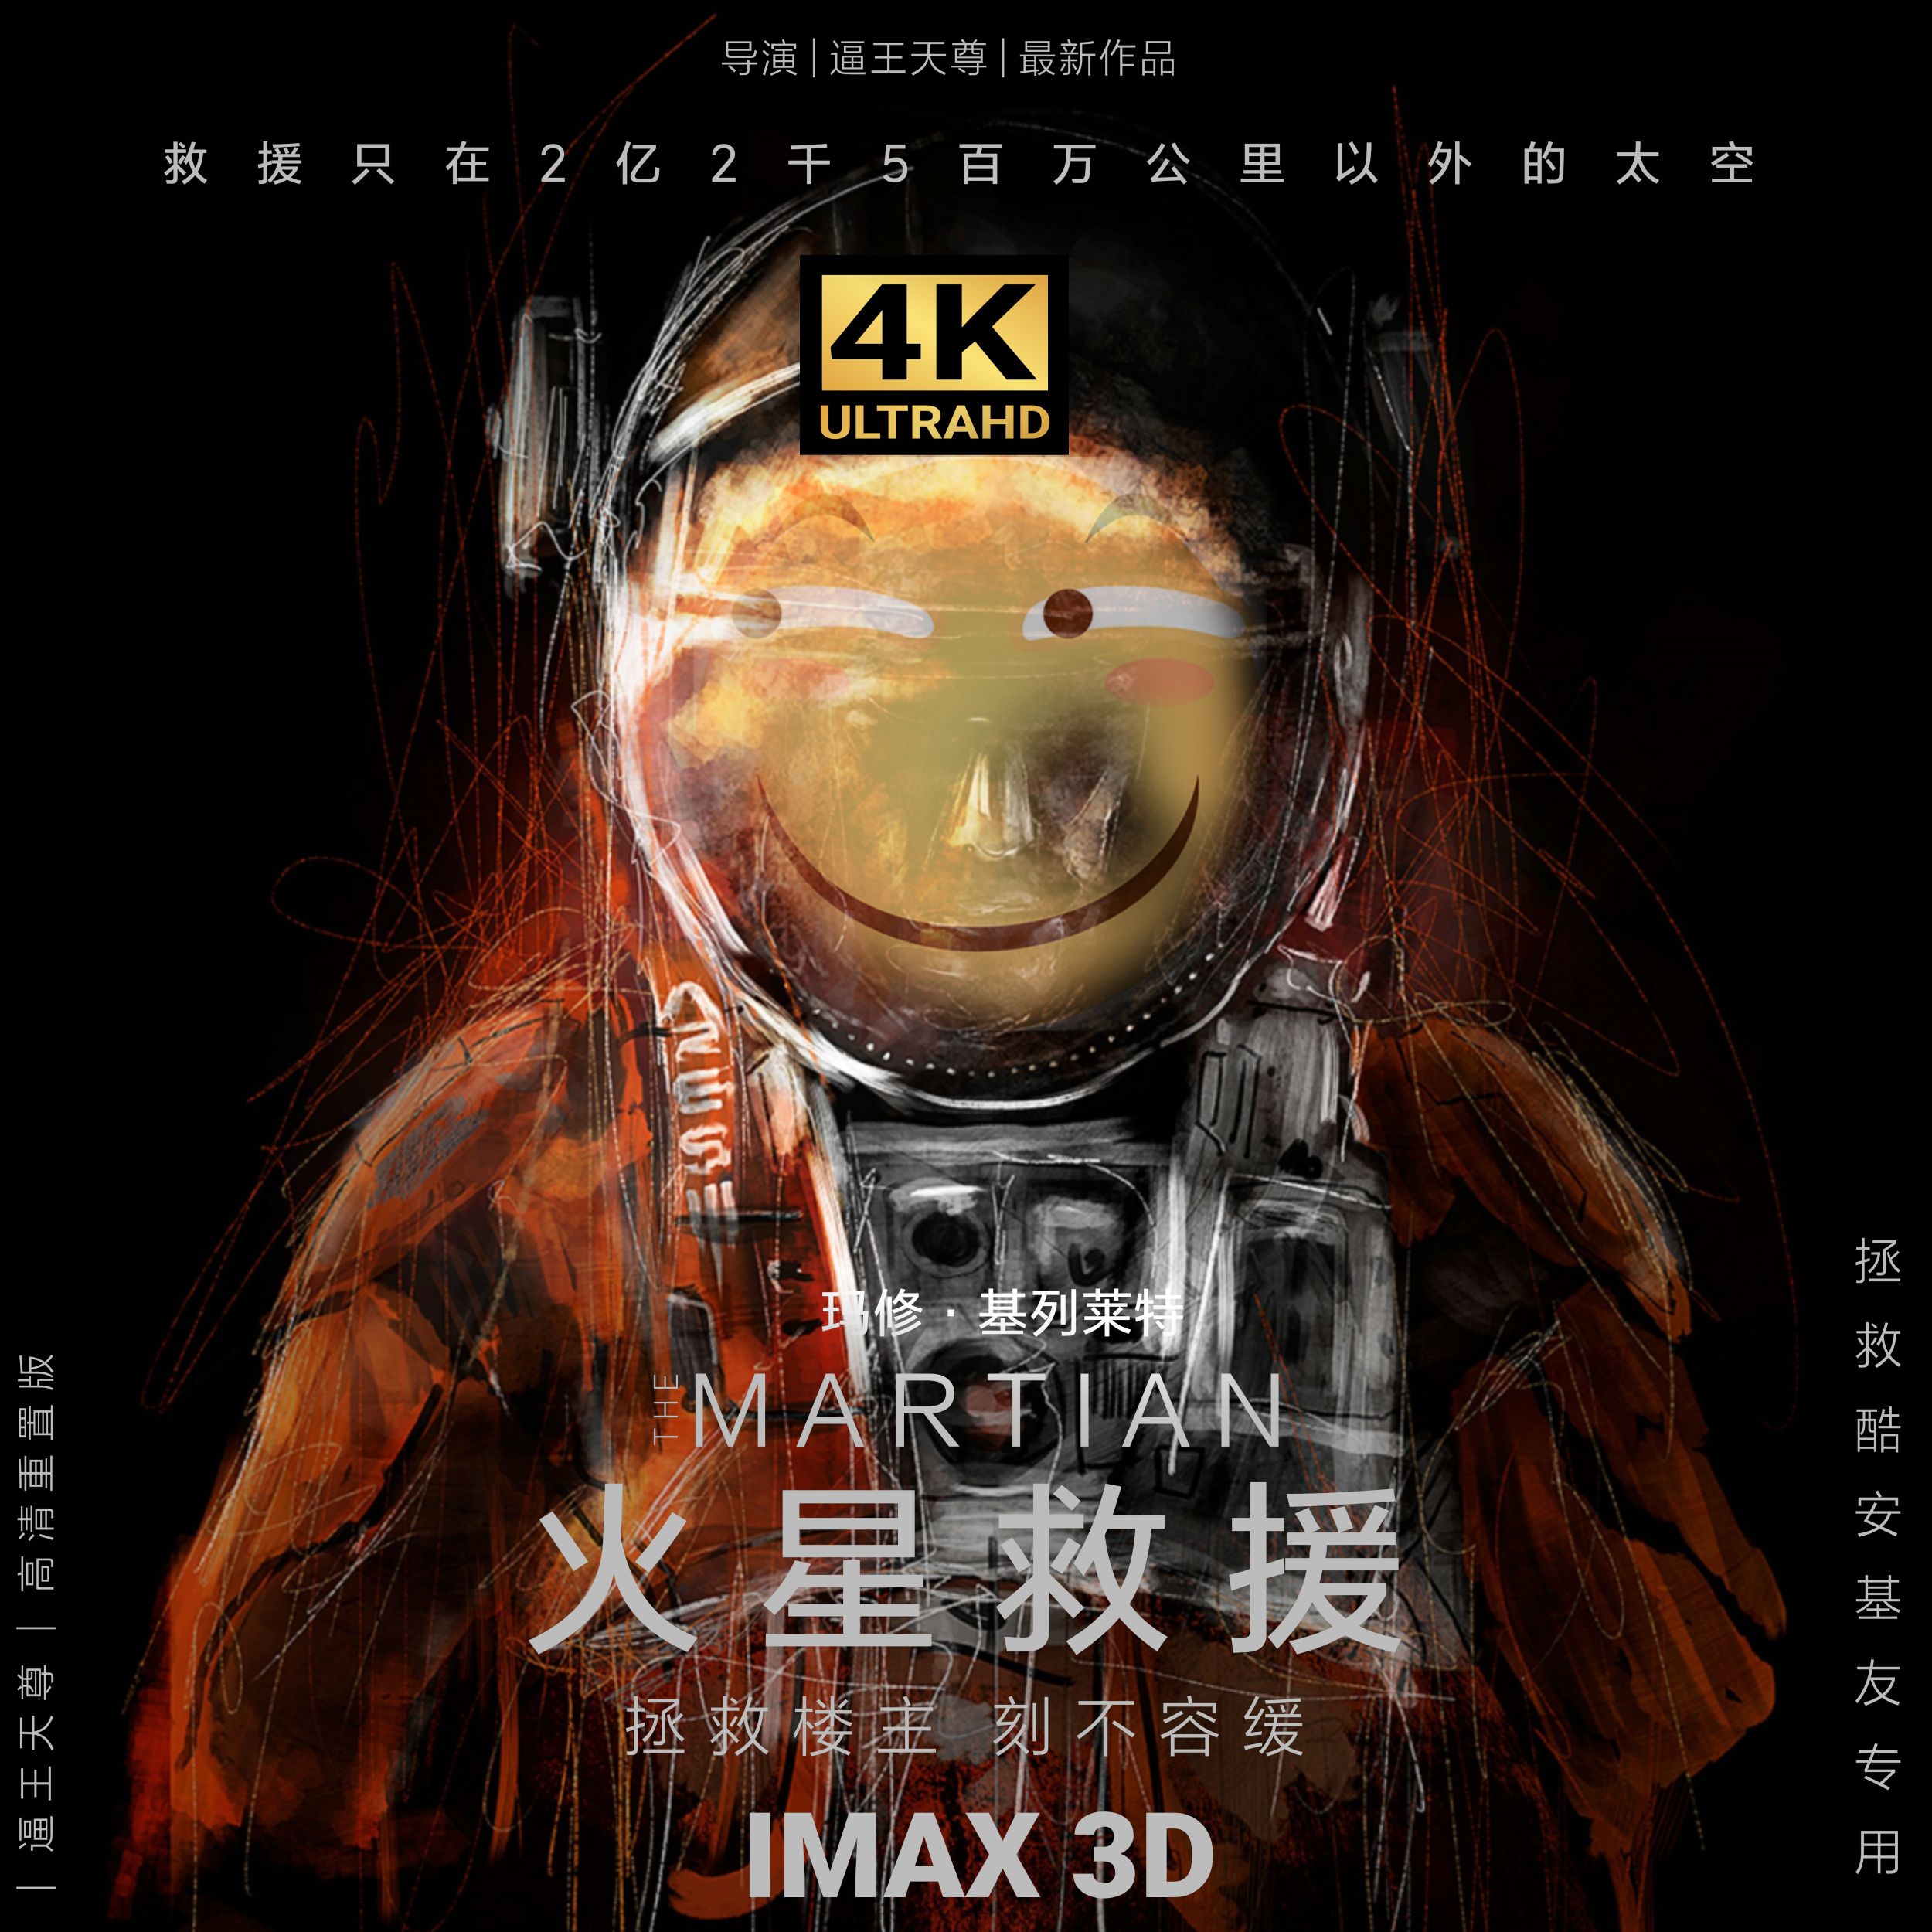 导演|逼王天尊|最新作品
救援只在2亿2千5百万公里以外的太空
4K
ULTRAHD
玛修·基列莱特
THE MARTIAN
火星救援
拯救楼主 刻不容缓
IMAX 3D
|逼王天尊|高清重置版
拯救酷安基友专用